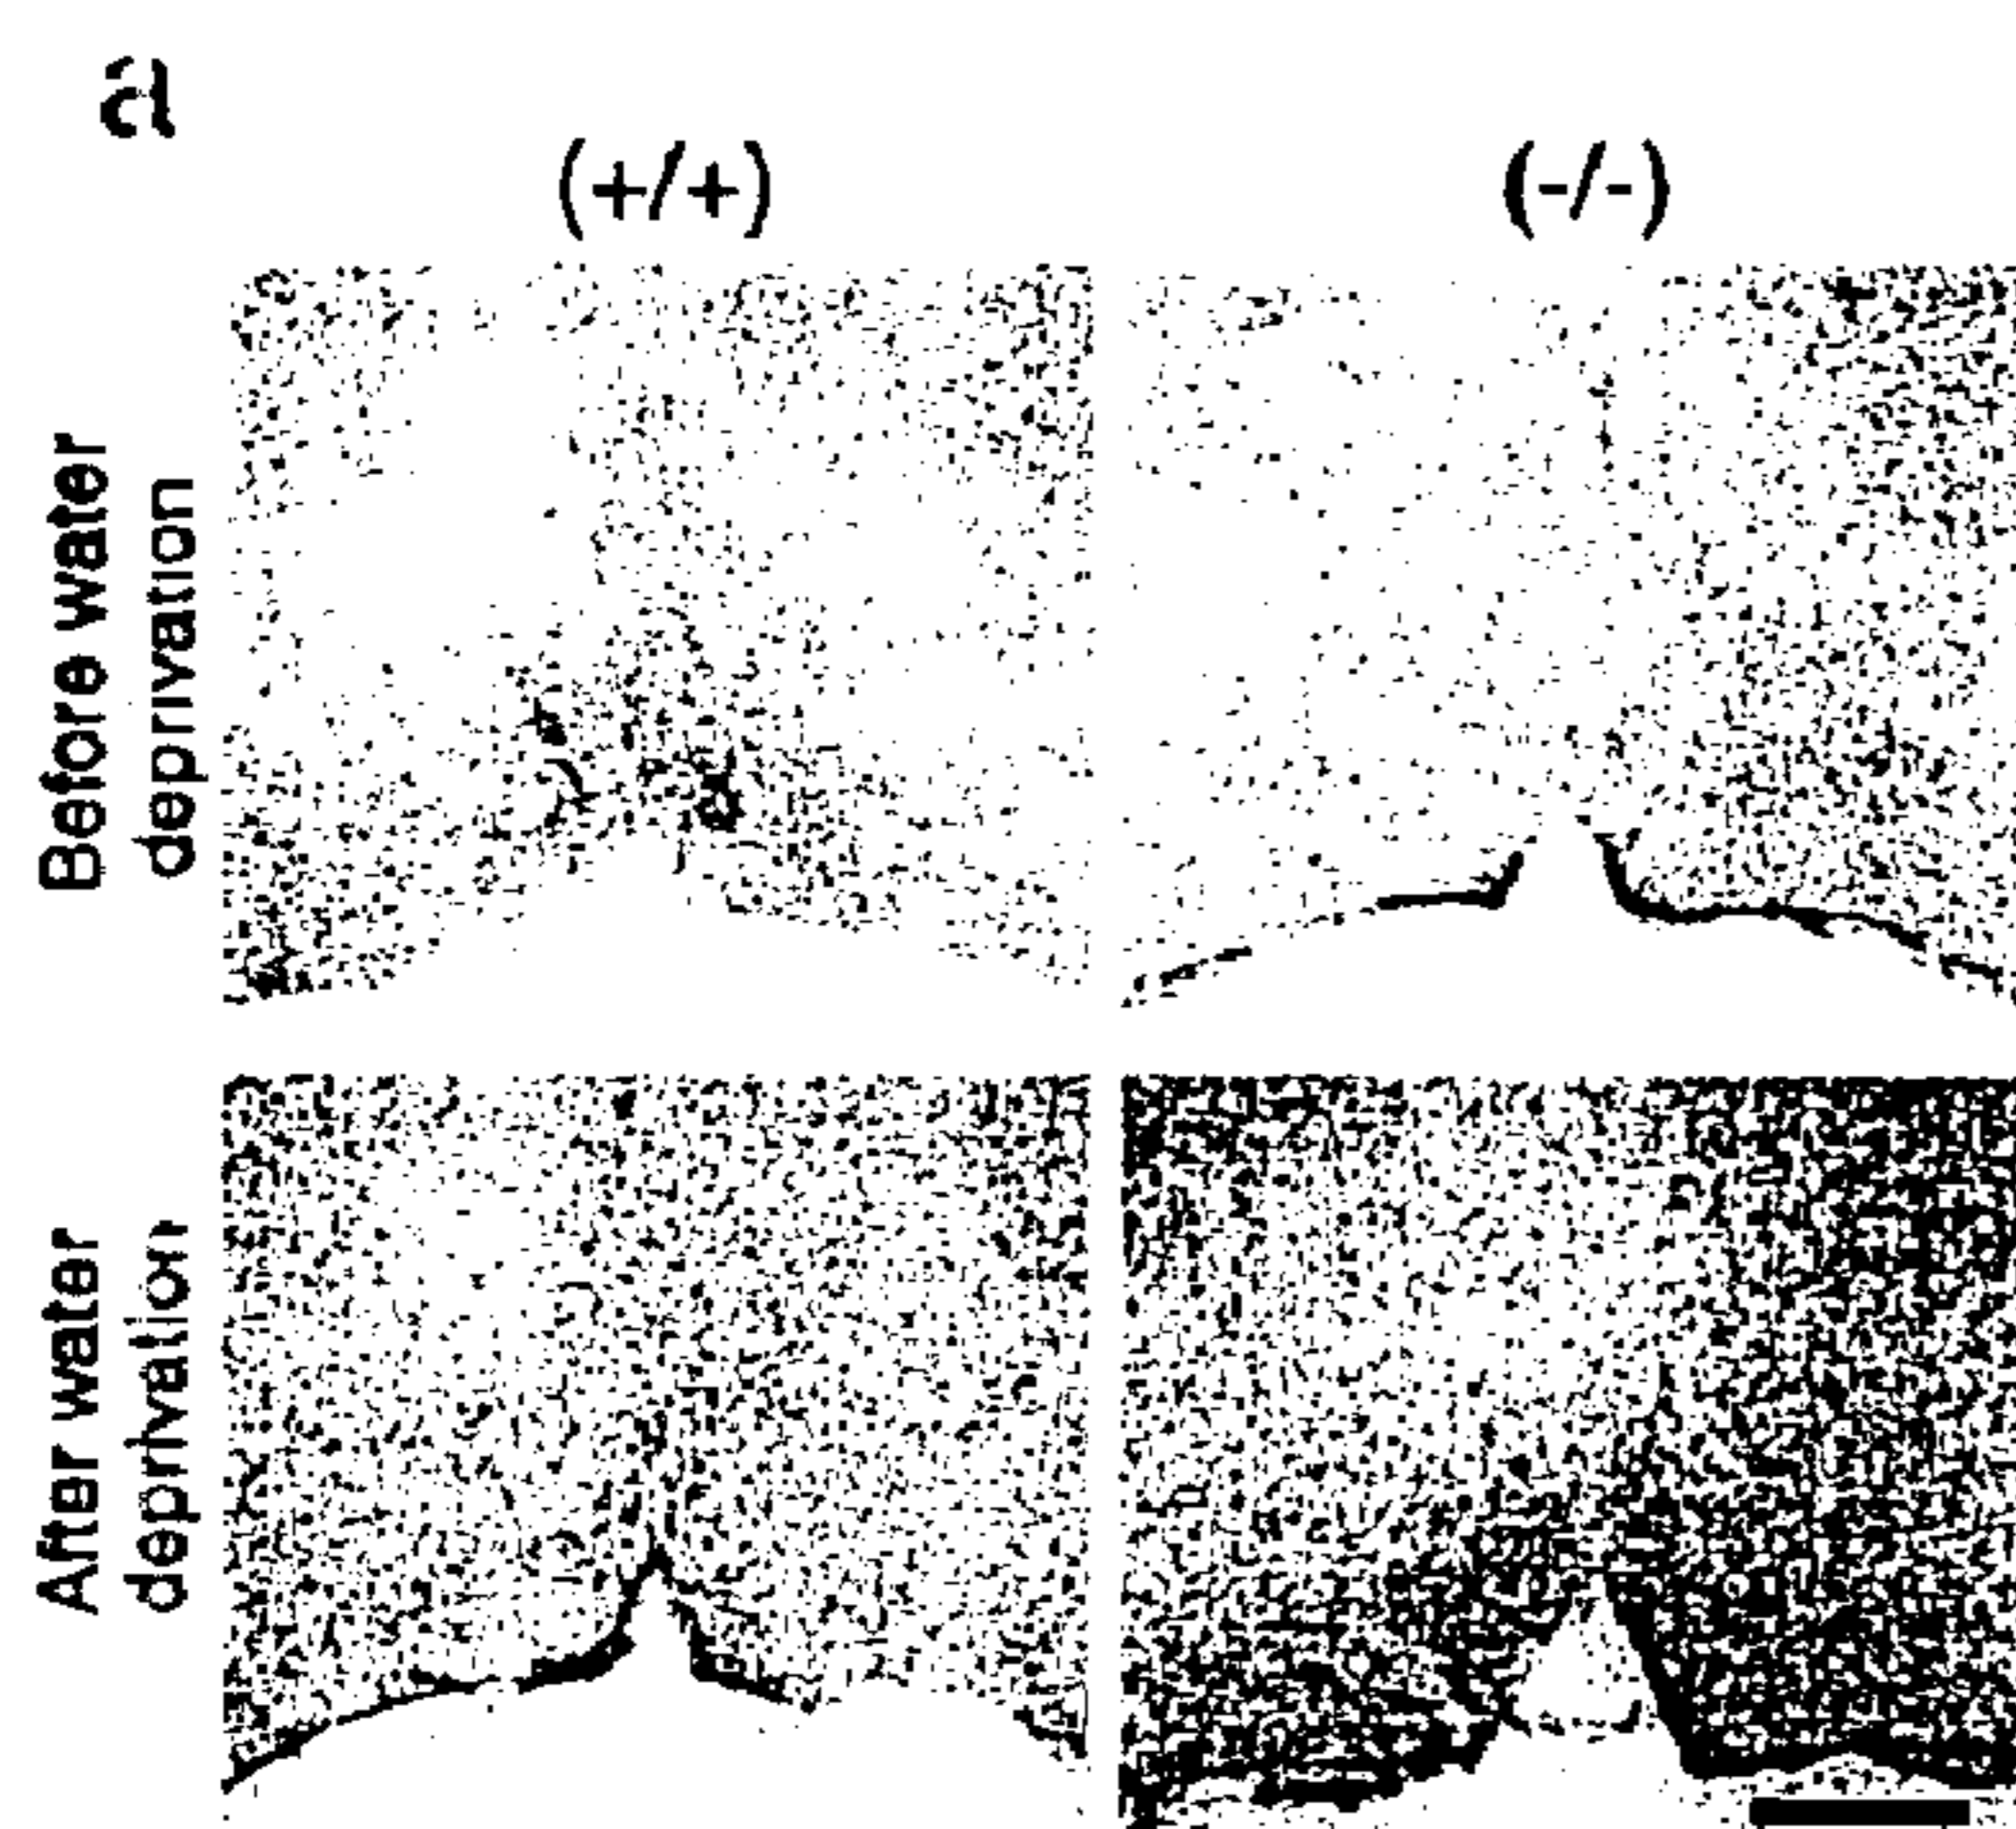 a
(+/+)
(-/-)
Before water
deprivation
After water
deprivation